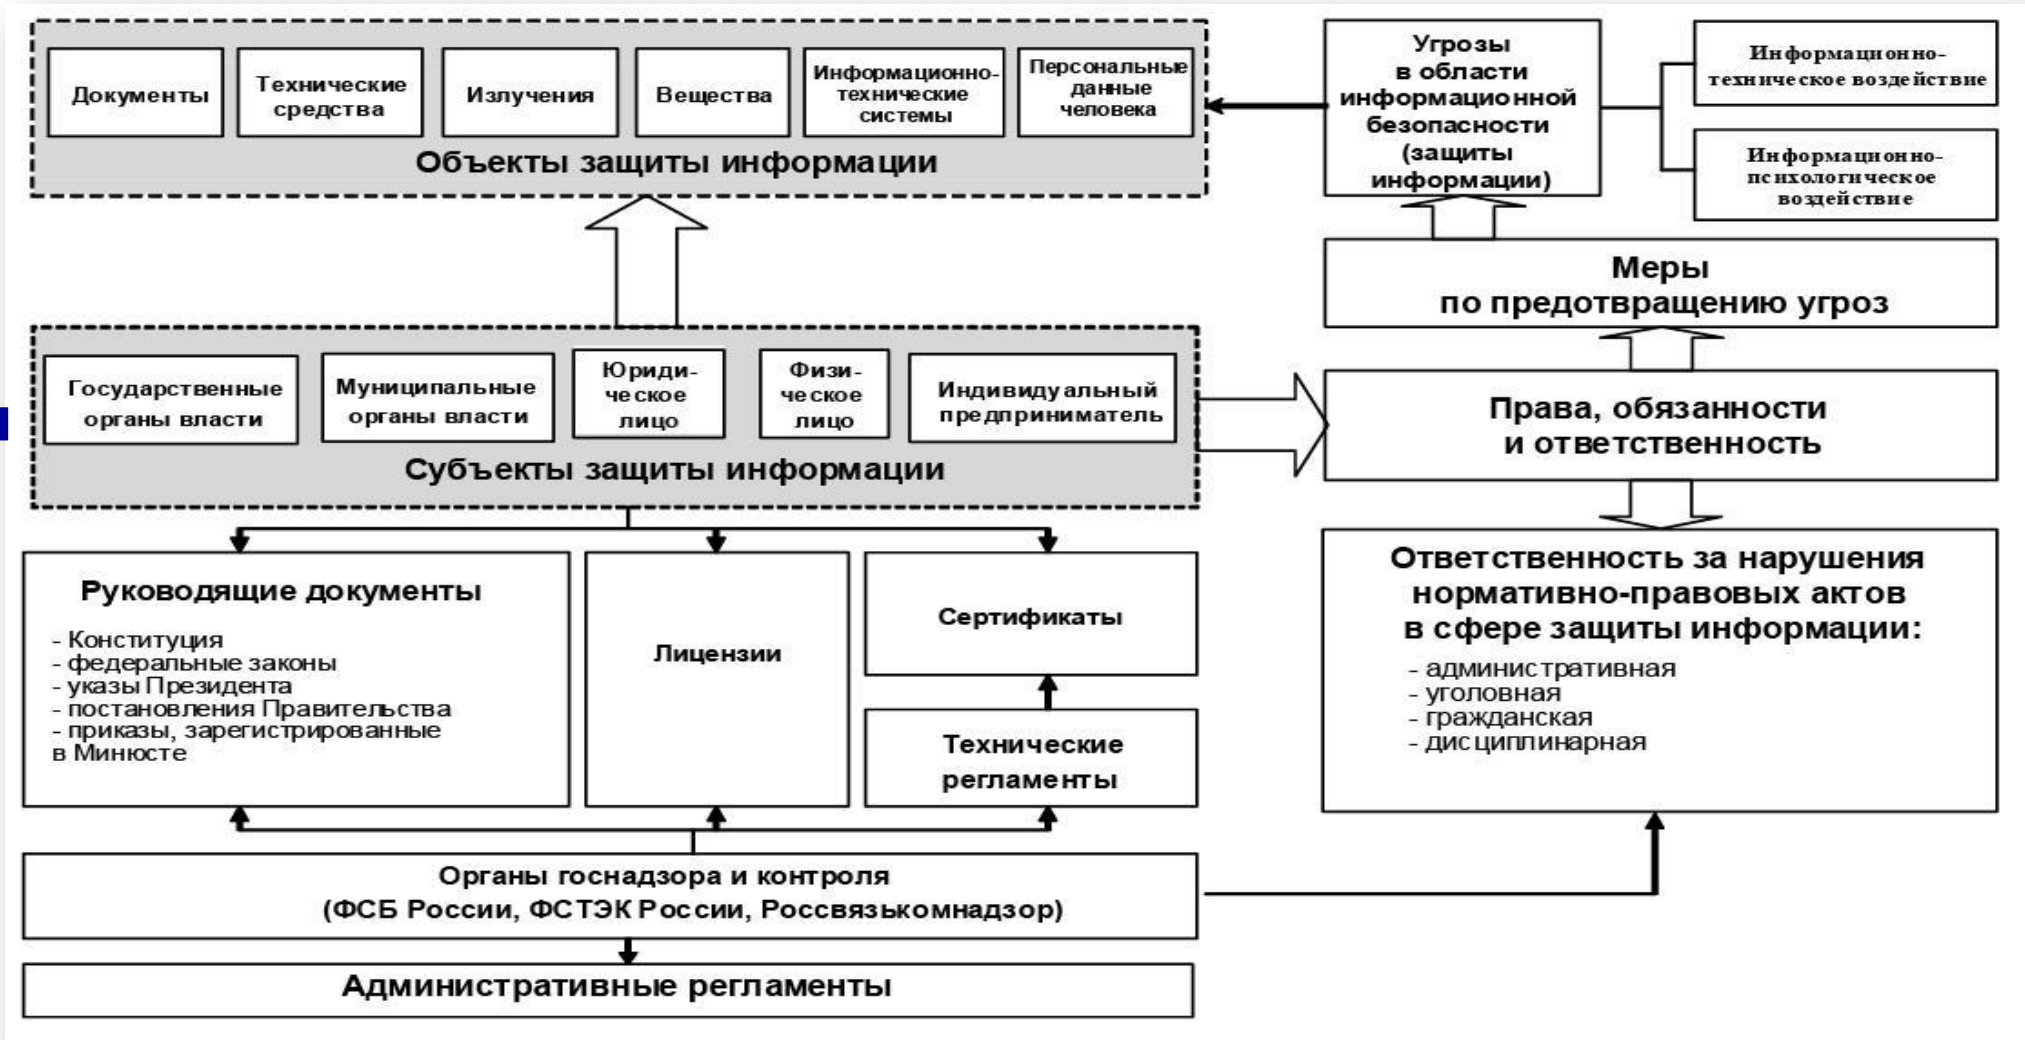 Документы
Технические
средства
Излучения
Вещества
Информационно-
технические
системы
Персональные
данные
человека
Объекты защиты информации
Угрозы
в области
информационной
безопасности
(защиты
информации)
Информационно-
техническое воздействие
Информационно-
психологическое
воздействие
Меры
по предотвращению угроз
Государственные
органы власти
Муниципальные
органы власти
Юриди-
ческое
лицо
Физи-
ческое
лицо
Индивидуальный
предприниматель
Субъекты защиты информации
Права, обязанности
и ответственность
Руководящие документы
- Конституция
- федеральные законы
- указы Президента
- постановления Правительства
- приказы, зарегистрированные
в Минюсте
Лицензии
Сертификаты
Технические
регламенты
Ответственность за нарушения
нормативно-правовых актов
в сфере защиты информации:
- административная
- уголовная
- гражданская
- дисциплинарная
Органы госнадзора и контроля
(ФСБ России, ФСТЭК России, Россвязькомнадзор)
Административные регламенты